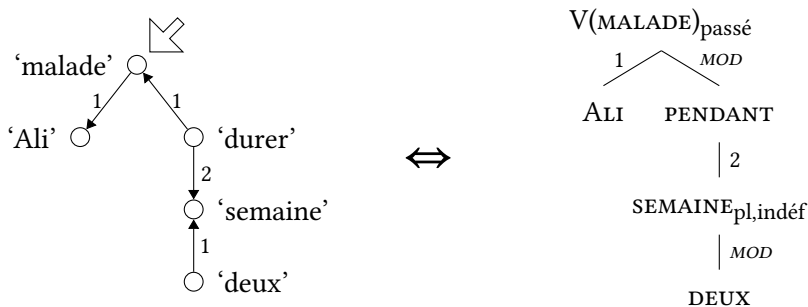 ‘malade’
1
1
‘Ali’
‘durer’
2
‘semaine’
1
‘deux’
⇔
V(MALADE)passé
1
MOD
ALI
PENDANT
2
SEMAINEpl,indéf
MOD
DEUX